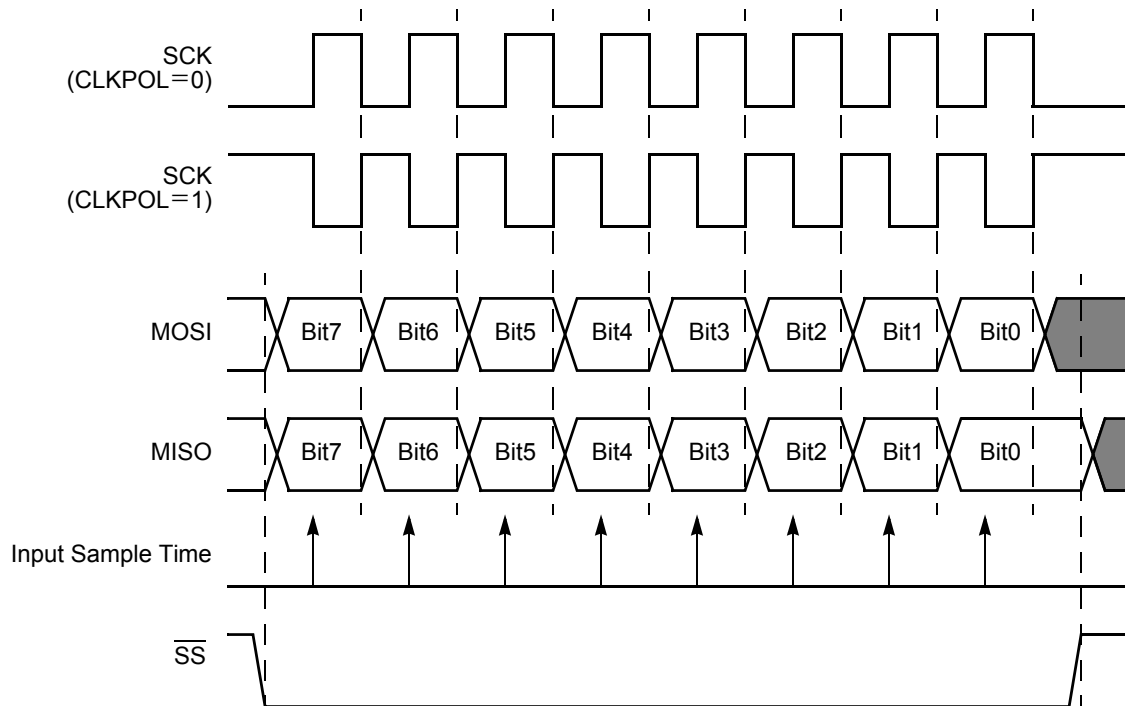 SCK
(CLKPOL=0)
SCK
(CLKPOL=1)
MOSI
Bit7 Bit6 Bit5 Bit4 Bit3 Bit2 Bit1 Bit0
MISO
Bit7 Bit6 Bit5 Bit4 Bit3 Bit2 Bit1 Bit0
Input Sample Time
S̅S̅